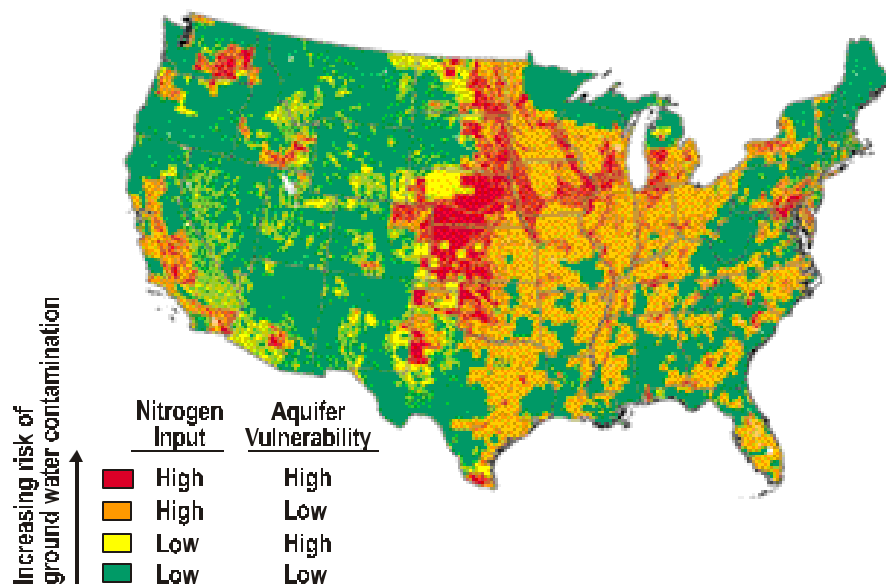 Increasing risk of
ground water contamination
Nitrogen Aquifer
Input Vulnerability
High High
High Low
Low High
Low Low